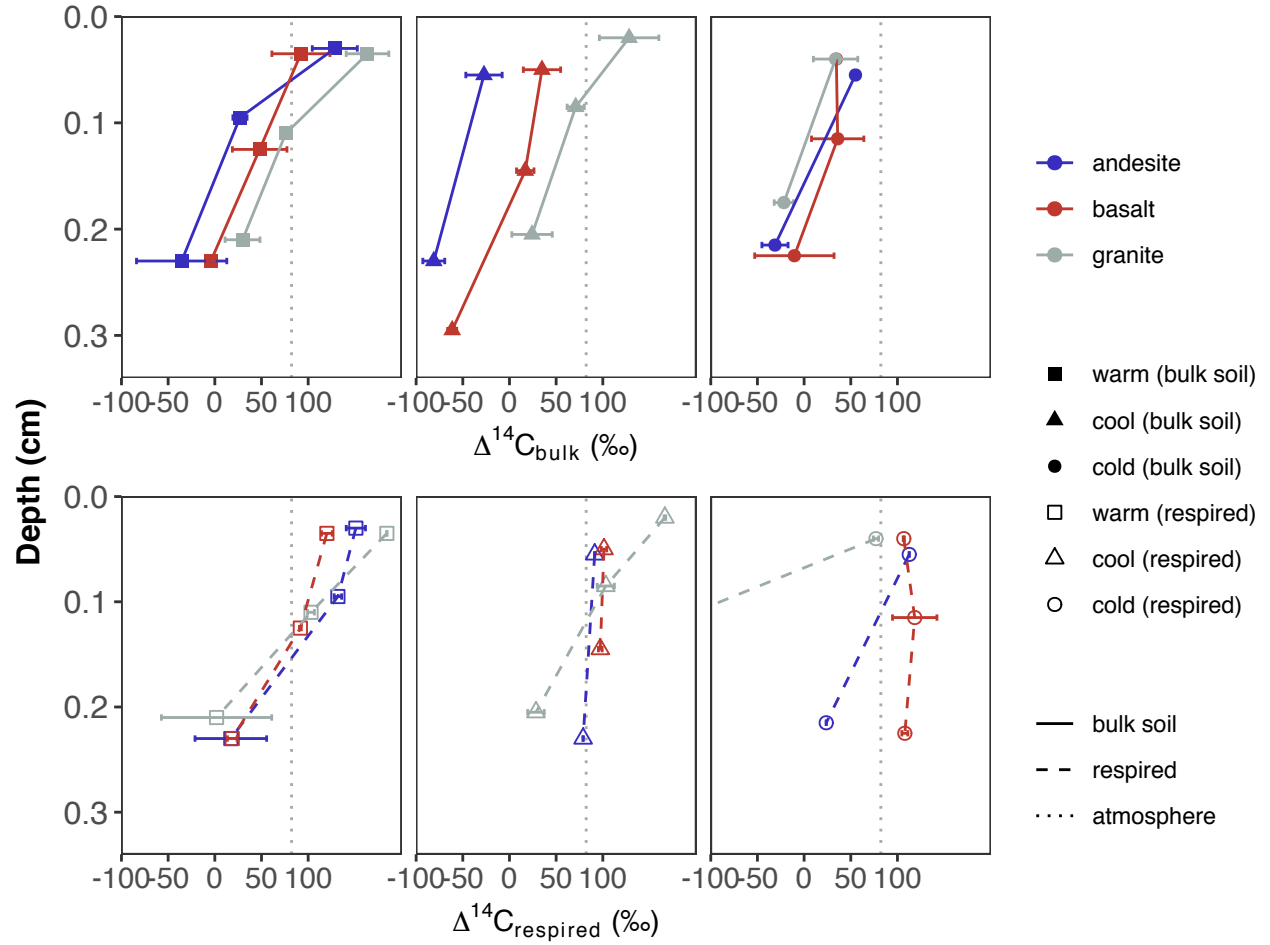 0.0
0.1
0.2
0.3
-100 -50 0 50 100 -100 -50 0 50 100 -100 -50 0 50 100
Δ¹⁴C_bulk (‰)
Depth (cm)
0.0
0.1
0.2
0.3
-100 -50 0 50 100 -100 -50 0 50 100 -100 -50 0 50 100
Δ¹⁴C_respired (‰)
andesite
basalt
granite
warm (bulk soil)
cool (bulk soil)
cold (bulk soil)
warm (respired)
cool (respired)
cold (respired)
bulk soil
respired
atmosphere